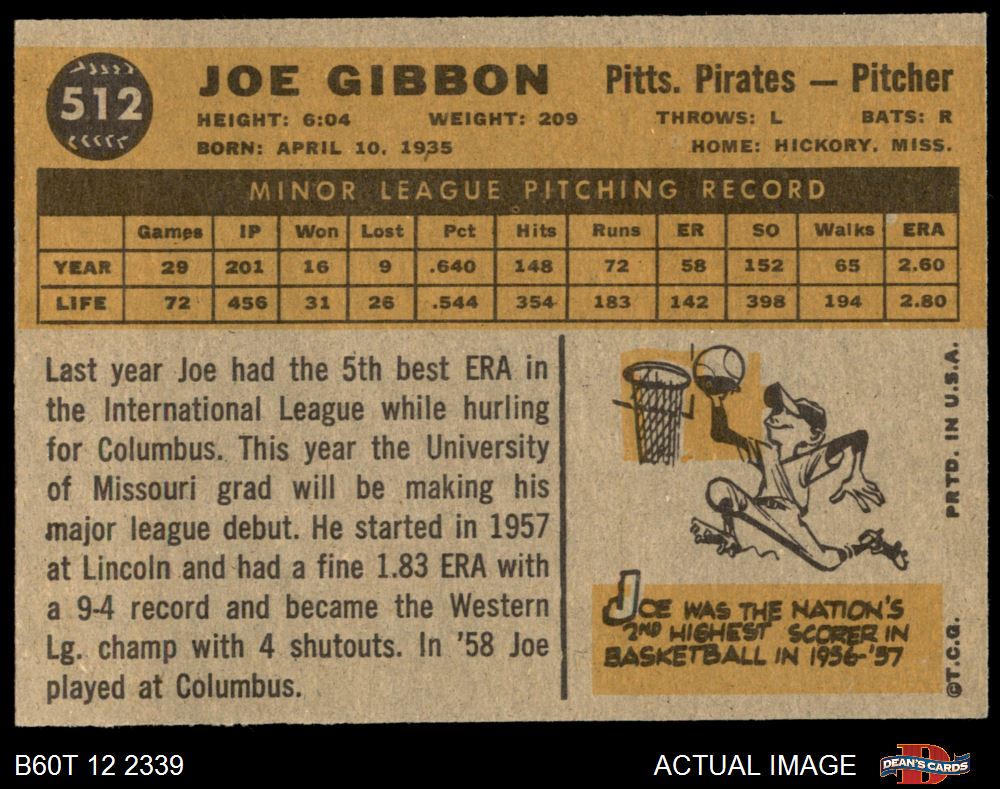 512
JOE GIBBON Pitts. Pirates — Pitcher
HEIGHT: 6:04 WEIGHT: 209 THROWS: L BATS: R
BORN: APRIL 10, 1935 HOME: HICKORY, MISS.
MINOR LEAGUE PITCHING RECORD
Games IP Won Lost Pct Hits Runs ER SO Walks ERA
YEAR 29 201 16 9 .640 148 72 58 152 65 2.60
LIFE 72 456 31 26 .544 354 183 142 398 194 2.80
Last year Joe had the 5th best ERA in
the International League while hurling
for Columbus. This year the University
of Missouri grad will be making his
major league debut. He started in 1957
at Lincoln and had a fine 1.83 ERA with
a 9-4 record and became the Western
Lg. champ with 4 shutouts. In '58 Joe
played at Columbus.
JOE WAS THE NATION'S
2ND HIGHEST SCORER IN
BASKETBALL IN 1956-'57
PRTD. IN U.S.A.
©T.C.G.
B60T 12 2339 ACTUAL IMAGE
D
DEAN'S CARDS